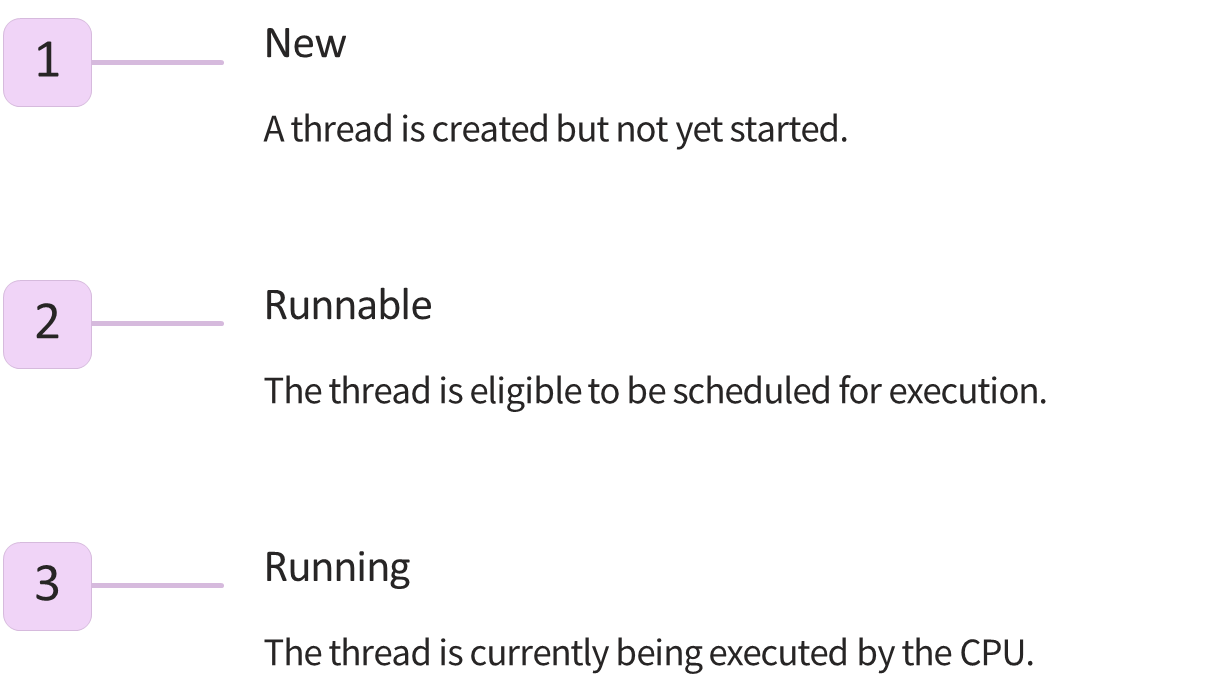 1
New
A thread is created but not yet started.
2
Runnable
The thread is eligible to be scheduled for execution.
3
Running
The thread is currently being executed by the CPU.